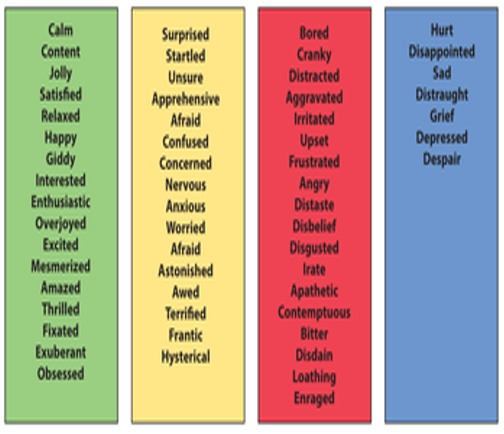 Calm
Content
Jolly
Satisfied
Relaxed
Happy
Giddy
Interested
Enthusiastic
Overjoyed
Excited
Mesmerized
Amazed
Thrilled
Fixated
Exuberant
Obsessed
Surprised
Startled
Unsure
Apprehensive
Afraid
Confused
Concerned
Nervous
Anxious
Worried
Afraid
Astonished
Awed
Terrified
Frantic
Hysterical
Bored
Cranky
Distracted
Aggravated
Irritated
Upset
Frustrated
Angry
Distaste
Disbelief
Disgusted
Irate
Apathetic
Contemptuous
Bitter
Disdain
Loathing
Enraged
Hurt
Disappointed
Sad
Distraught
Grief
Depressed
Despair